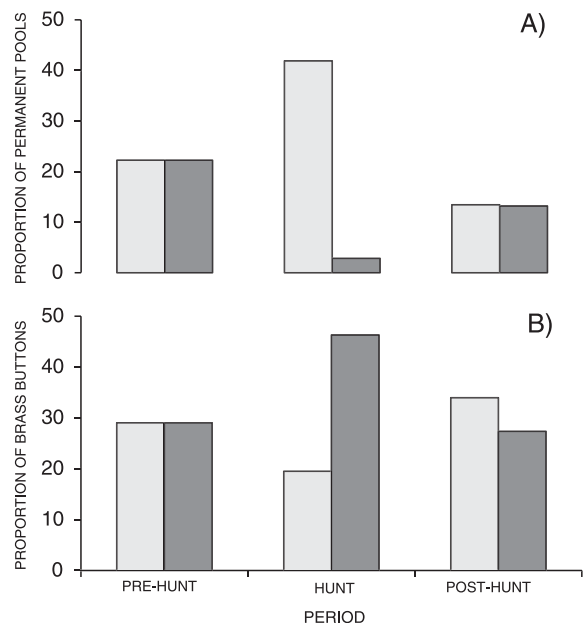 A)
PROPORTION OF PERMANENT POOLS
50
40
30
20
10
0
B)
PROPORTION OF BRASS BUTTONS
50
40
30
20
10
0
PRE-HUNT
HUNT
POST-HUNT
PERIOD